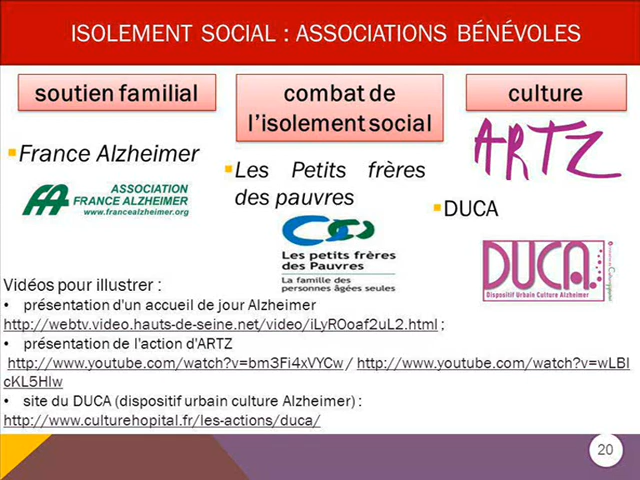 ISOLEMENT SOCIAL : ASSOCIATIONS BÉNÉVOLES
soutien familial
France Alzheimer
ASSOCIATION
FRANCE ALZHEIMER
www.francealzheimer.org
combat de
l'isolement social
Les Petits frères
des pauvres
Les petits frères
des Pauvres
La famille des
personnes âgées seules
culture
ARTZ
DUCA
DUCA
Dispositif Urbain Culture Alzheimer
Vidéos pour illustrer :
• présentation d'un accueil de jour Alzheimer
http://webtv.video.hauts-de-seine.net/video/iLyROoaf2uL2.html :
• présentation de l'action d'ARTZ
http://www.youtube.com/watch?v=bm3Fi4xVYCw / http://www.youtube.com/watch?v=wLBI
cKL5HIw
• site du DUCA (dispositif urbain culture Alzheimer) :
http://www.culturehopital.fr/les-actions/duca/
20